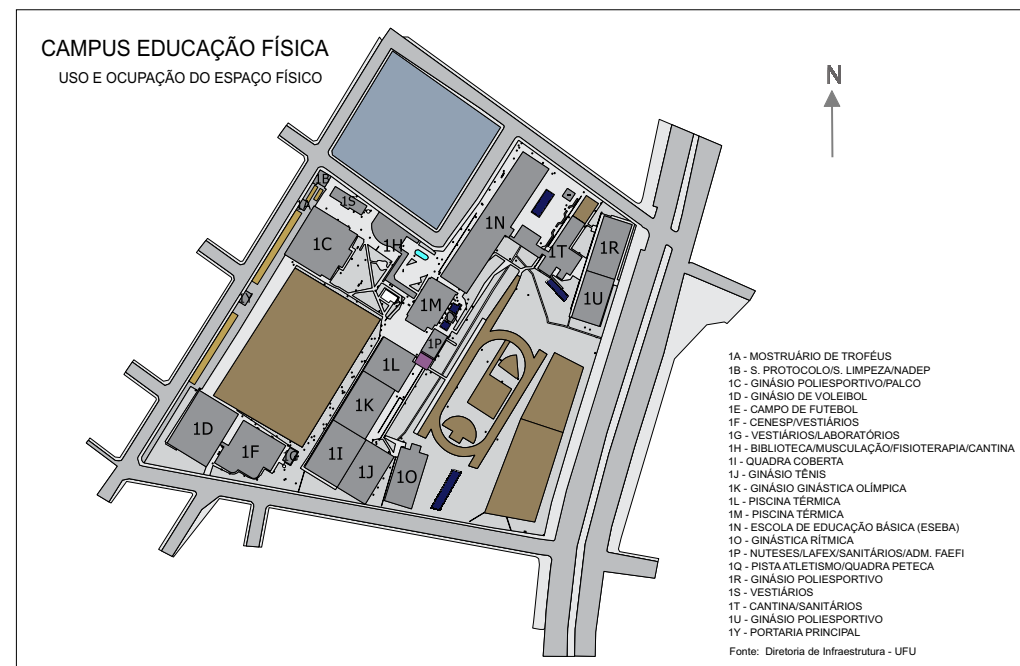 CAMPUS EDUCAÇÃO FÍSICA
USO E OCUPAÇÃO DO ESPAÇO FÍSICO
N
1B
1A
1S
1C
1H
1N
1T
1R
1U
1Y
1M
1P
1L
1K
1D
1F
1G
1I
1J
1O
1A - MOSTRUÁRIO DE TROFÉUS
1B - S. PROTOCOLO/S. LIMPEZA/NADEP
1C - GINÁSIO POLIESPORTIVO/PALCO
1D - GINÁSIO DE VOLEIBOL
1E - CAMPO DE FUTEBOL
1F - CENESP/VESTIÁRIOS
1G - VESTIÁRIOS/LABORATÓRIOS
1H - BIBLIOTECA/MUSCULAÇÃO/FISIOTERAPIA/CANTINA
1I - QUADRA COBERTA
1J - GINÁSIO TÊNIS
1K - GINÁSIO GINÁSTICA OLÍMPICA
1L - PISCINA TÉRMICA
1M - PISCINA TÉRMICA
1N - ESCOLA DE EDUCAÇÃO BÁSICA (ESEBA)
1O - GINÁSTICA RÍTMICA
1P - NUTESES/LAFEX/SANITÁRIOS/ADM. FAEFI
1Q - PISTA ATLETISMO/QUADRA PETECA
1R - GINÁSIO POLIESPORTIVO
1S - VESTIÁRIOS
1T - CANTINA/SANITÁRIOS
1U - GINÁSIO POLIESPORTIVO
1Y - PORTARIA PRINCIPAL
Fonte: Diretoria de Infraestrutura - UFU